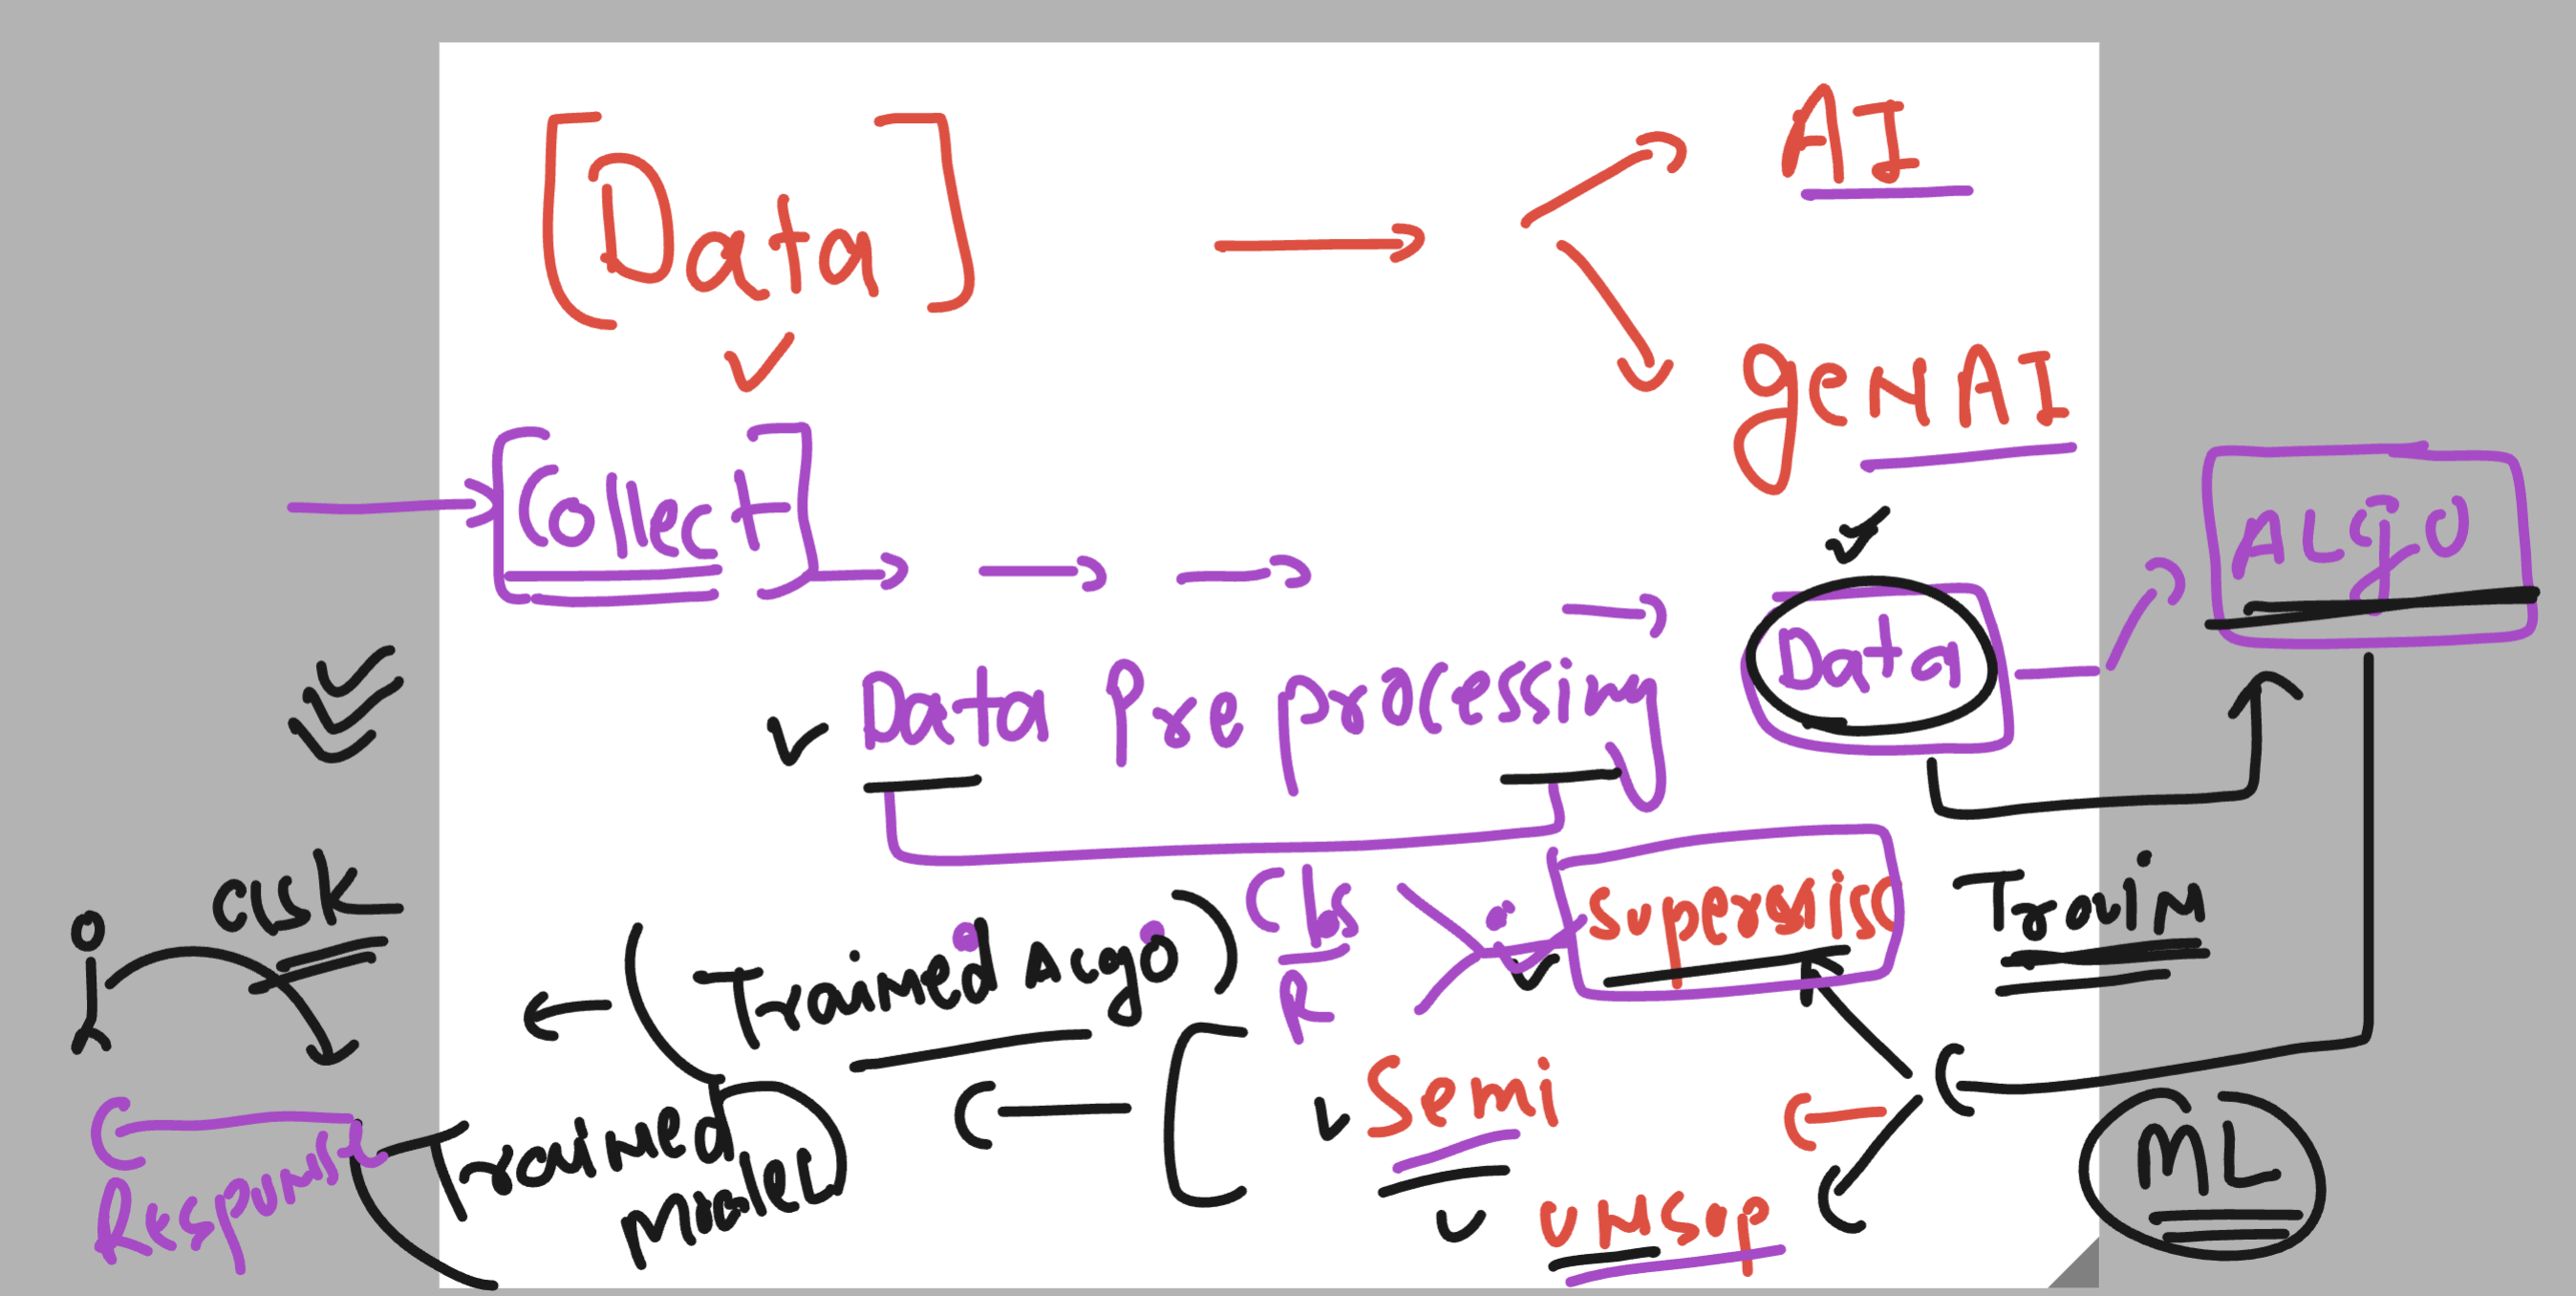 [Data]
AI
genAI
[Collect]
ALgO
Data Pre processing
Data
ask
Cls
R
Supervise
Train
(Trained ALgo)
Semi
unsup
Trained
Model
Response
ML